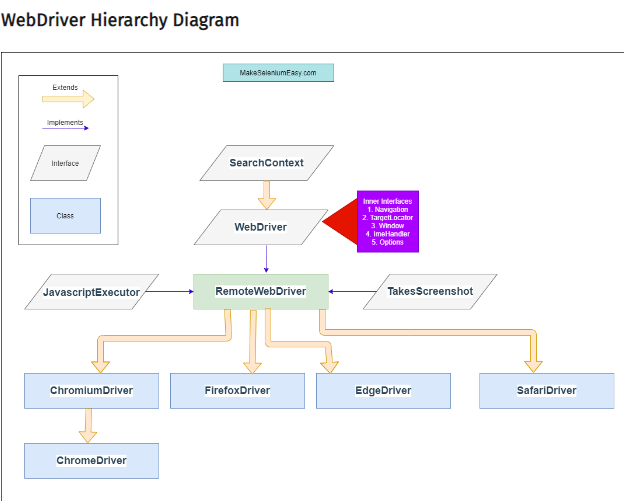 WebDriver Hierarchy Diagram
MakeSeleniumEasy.com
Extends
Implements
Interface
Class
SearchContext
WebDriver
Inner Interfaces
1. Navigation
2. TargetLocator
3. Window
4. ImeHandler
5. Options
JavascriptExecutor
RemoteWebDriver
TakesScreenshot
ChromiumDriver
FirefoxDriver
EdgeDriver
SafariDriver
ChromeDriver